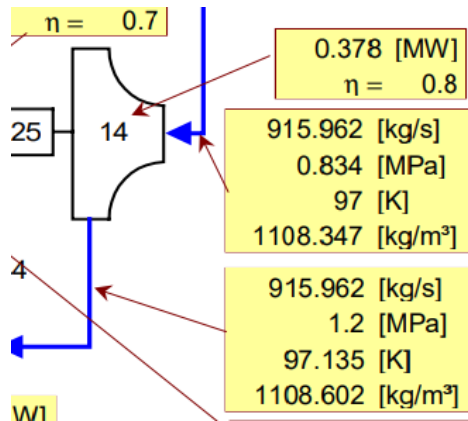 η = 0.7
0.378 [MW]
η = 0.8
25
14
915.962 [kg/s]
0.834 [MPa]
97 [K]
1108.347 [kg/m³]
4
915.962 [kg/s]
1.2 [MPa]
97.135 [K]
1108.602 [kg/m³]
W]